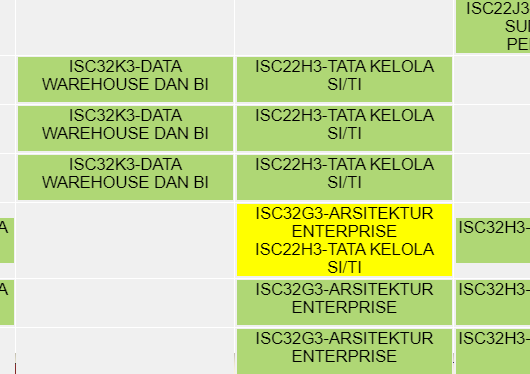 ISC22J3
SU
PE
ISC32K3-DATA
WAREHOUSE DAN BI
ISC22H3-TATA KELOLA
SI/TI
ISC32K3-DATA
WAREHOUSE DAN BI
ISC22H3-TATA KELOLA
SI/TI
ISC32K3-DATA
WAREHOUSE DAN BI
ISC22H3-TATA KELOLA
SI/TI
A
ISC32G3-ARSITEKTUR
ENTERPRISE
ISC22H3-TATA KELOLA
SI/TI
ISC32H3-
A
ISC32G3-ARSITEKTUR
ENTERPRISE
ISC32H3-
ISC32G3-ARSITEKTUR
ENTERPRISE
ISC32H3-